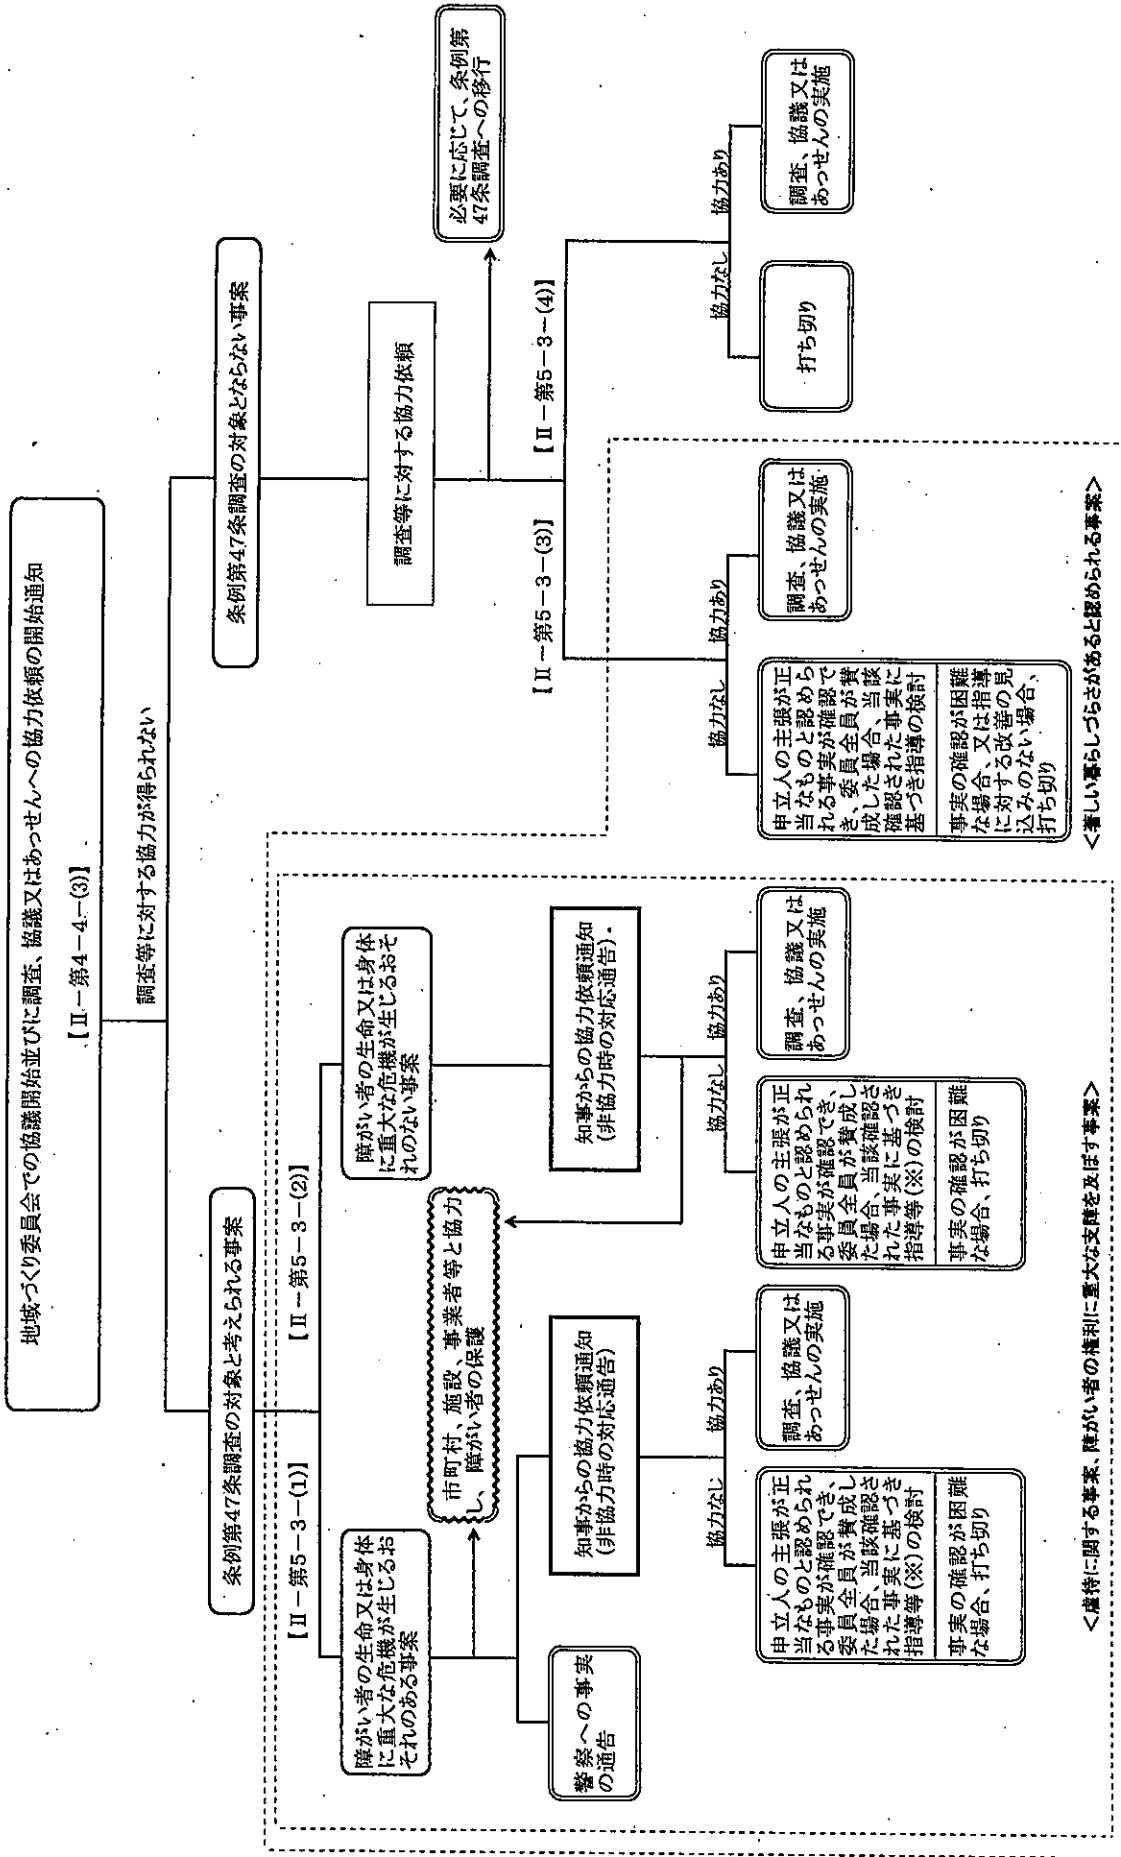 地域づくり委員会での協議開始並びに調査、協議又はあっせんへの協力依頼の開始通知
【Ⅱ－第4－4－(3)】
調査等に対する協力が得られない
条例第47条調査の対象と考えられる事案
【Ⅱ－第5－3－(1)】
【Ⅱ－第5－3－(2)】
障がい者の生命又は身体
に重大な危機が生じるお
それのある事案
市町村、施設、事業者等と協力
し、障がい者の保護
警察への事実
の通告
知事からの協力依頼通知
(非協力時の対応通告)
協力なし
協力あり
申立人の主張が正
当なものと認められ
る事実が確認でき、
委員全員が賛成し
た場合、当該確認さ
れた事実に基づき
指導等(※)の検討
事実の確認が困難
な場合、打ち切り
調査、協議又は
あっせんの実施
障がい者の生命又は身体
に重大な危機が生じるおそ
れのない事案
知事からの協力依頼通知
(非協力時の対応通告)
協力なし
協力あり
申立人の主張が正
当なものと認められ
る事実が確認でき、
委員全員が賛成し
た場合、当該確認さ
れた事実に基づき
指導等(※)の検討
事実の確認が困難
な場合、打ち切り
調査、協議又は
あっせんの実施
<虐待に関する事案、障がい者の権利に重大な支障を及ぼす事案>
条例第47条調査の対象とならない事案
調査等に対する協力依頼
必要に応じて、条例第
47条調査への移行
【Ⅱ－第5－3－(3)】
【Ⅱ－第5－3－(4)】
協力なし
協力あり
申立人の主張が正
当なものと認めら
れる事実が確認で
き、委員全員が賛
成した場合、当該
確認された事実に
基づき指導の検討
事実の確認が困難
な場合、又は指導
に対する改善の見
込みのない場合、
打ち切り
調査、協議又は
あっせんの実施
<著しい暮らしづらさがあると認められる事案>
協力なし
協力あり
打ち切り
調査、協議又は
あっせんの実施